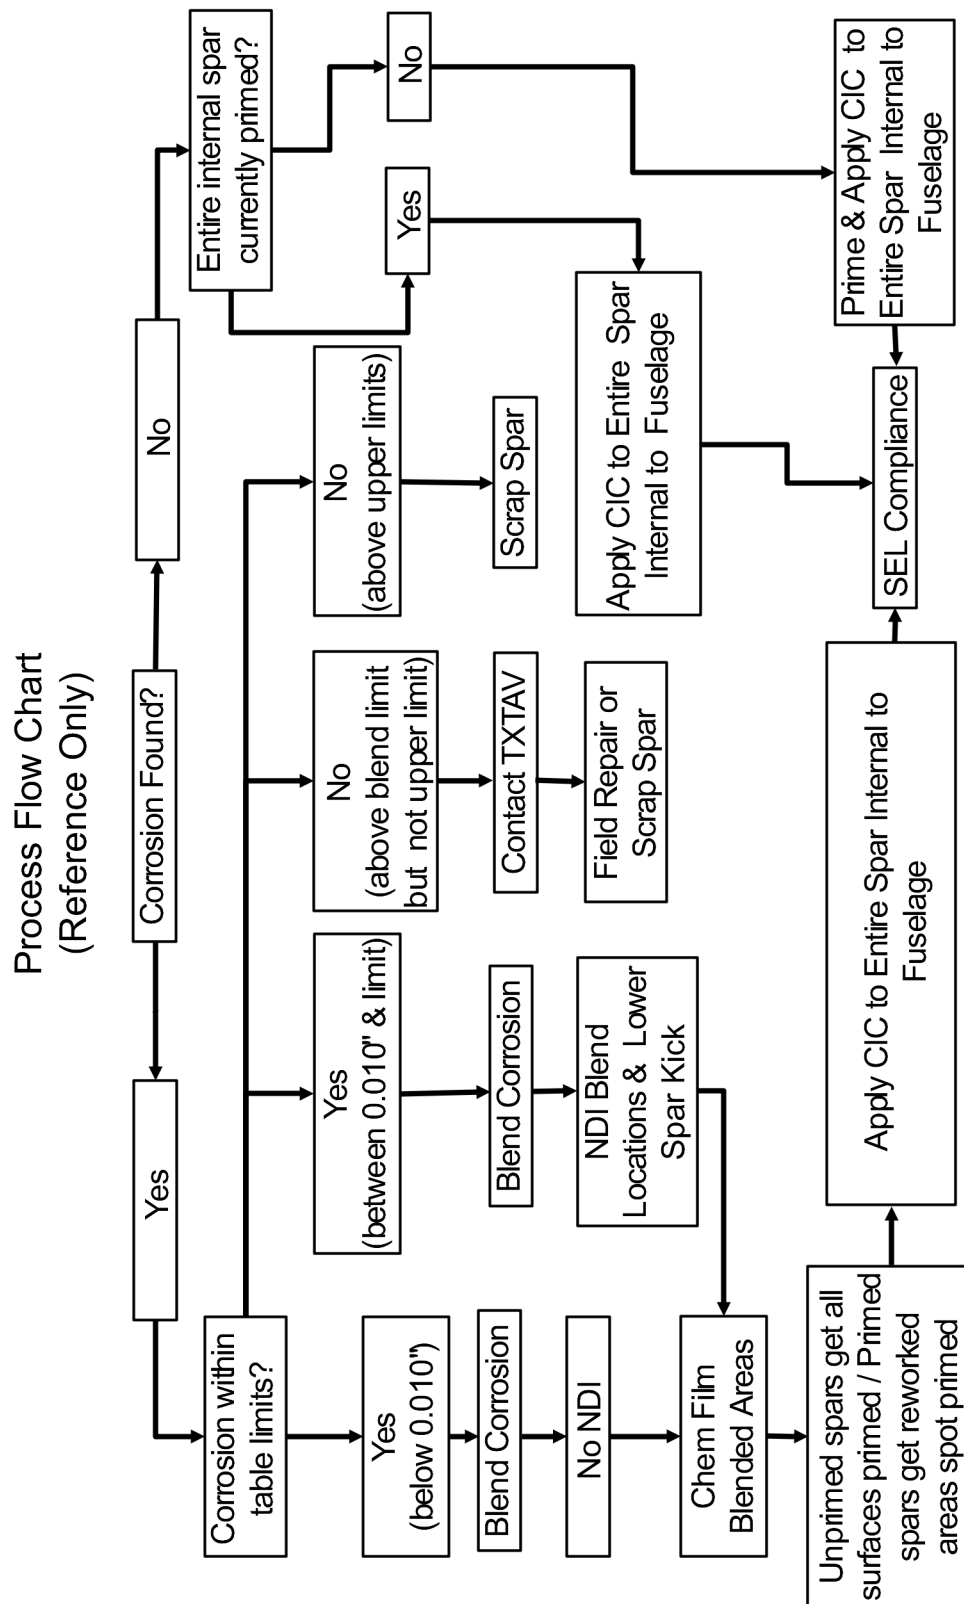 Process Flow Chart
(Reference Only)
Corrosion Found?
Yes
No
Corrosion within
table limits?
Entire internal spar
currently primed?
Yes
(below 0.010")
Yes
(between 0.010" & limit)
No
(above blend limit
but not upper limit)
No
(above upper limits)
Yes
No
Blend Corrosion
Blend Corrosion
Contact TXTAV
Scrap Spar
No NDI
NDI Blend
Locations & Lower
Spar Kick
Field Repair or
Scrap Spar
Apply CIC to Entire Spar
Internal to Fuselage
Chem Film
Blended Areas
Unprimed spars get all
surfaces primed / Primed
spars get reworked
areas spot primed
Apply CIC to Entire Spar Internal to
Fuselage
SEL Compliance
Prime & Apply CIC to
Entire Spar Internal to
Fuselage